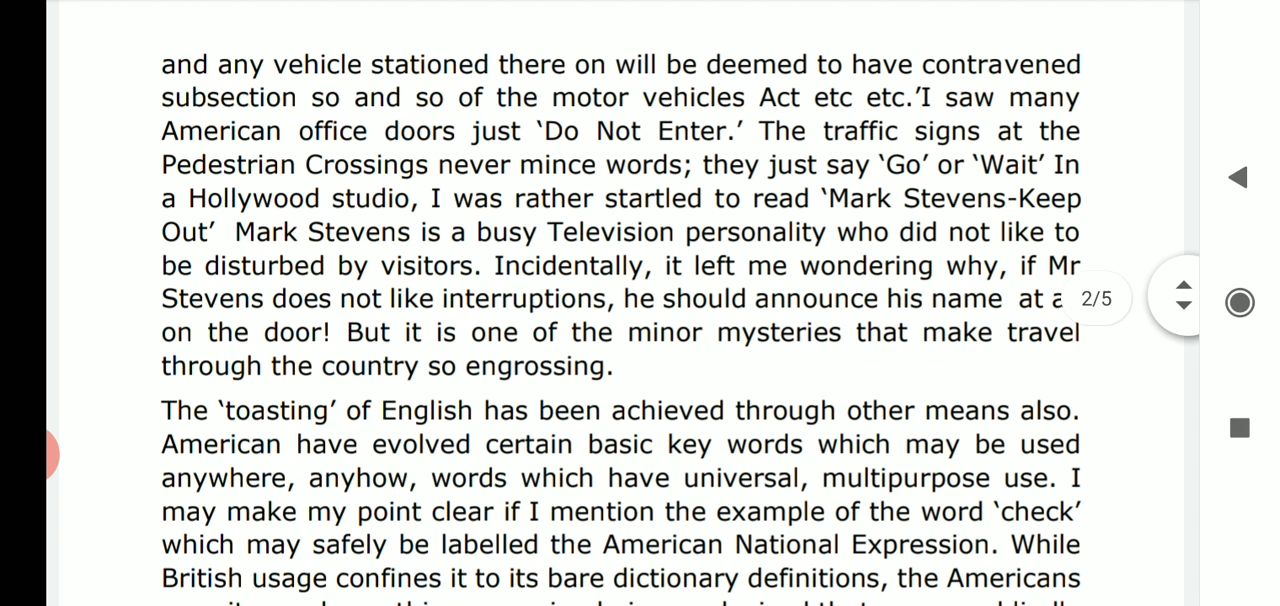 and any vehicle stationed there on will be deemed to have contravened
subsection so and so of the motor vehicles Act etc etc.’I saw many
American office doors just ‘Do Not Enter.’ The traffic signs at the
Pedestrian Crossings never mince words; they just say ‘Go’ or ‘Wait’ In
a Hollywood studio, I was rather startled to read ‘Mark Stevens-Keep
Out’ Mark Stevens is a busy Television personality who did not like to
be disturbed by visitors. Incidentally, it left me wondering why, if Mr
Stevens does not like interruptions, he should announce his name at a
2/5
on the door! But it is one of the minor mysteries that make travel
through the country so engrossing.
The ‘toasting’ of English has been achieved through other means also.
American have evolved certain basic key words which may be used
anywhere, anyhow, words which have universal, multipurpose use. I
may make my point clear if I mention the example of the word ‘check’
which may safely be labelled the American National Expression. While
British usage confines it to its bare dictionary definitions, the Americans